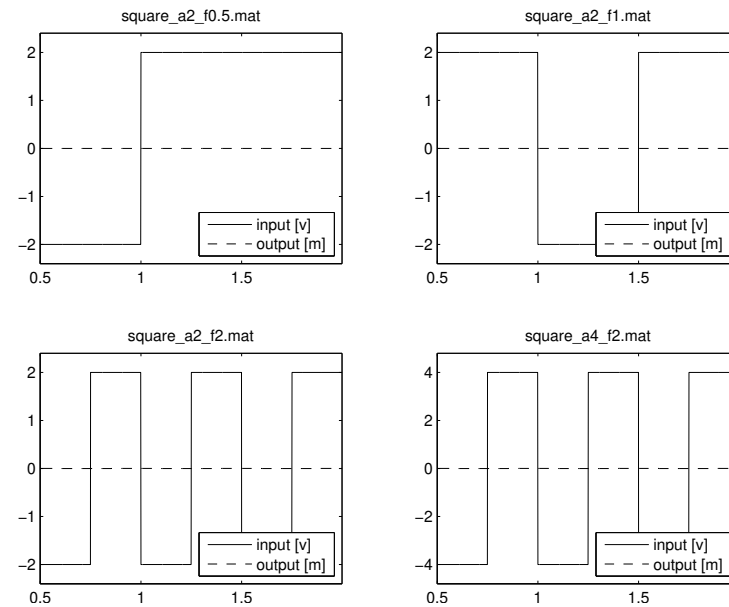 square_a2_f0.5.mat
2
1
0
−1
−2
0.5
1
1.5
input [v]
output [m]
square_a2_f1.mat
2
1
0
−1
−2
0.5
1
1.5
input [v]
output [m]
square_a2_f2.mat
2
1
0
−1
−2
0.5
1
1.5
input [v]
output [m]
square_a4_f2.mat
4
2
0
−2
−4
0.5
1
1.5
input [v]
output [m]